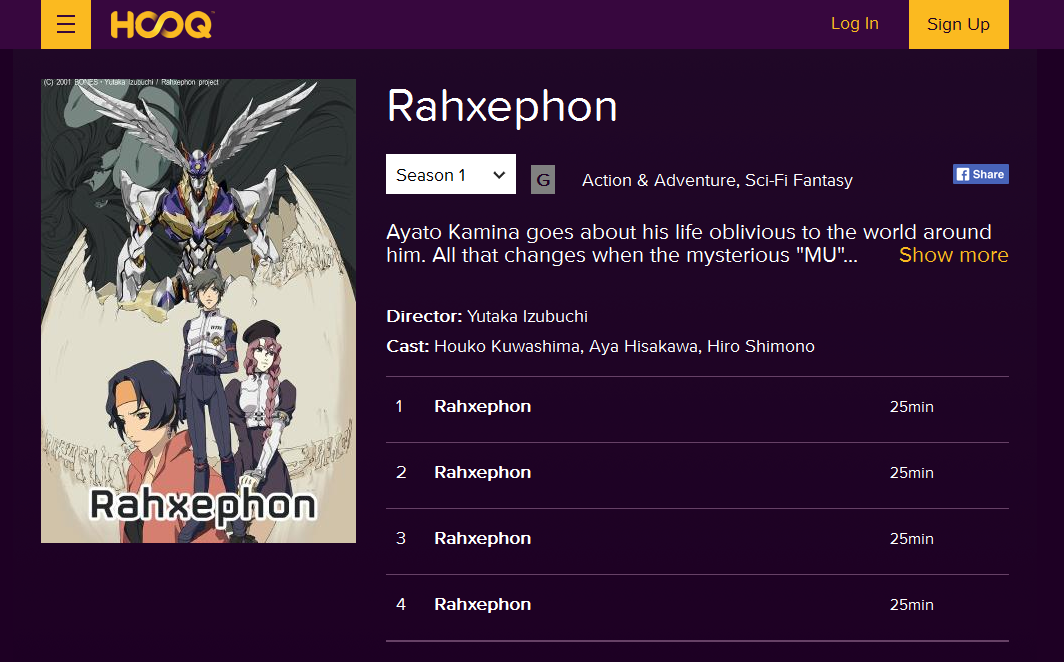 HOOQ
Log In
Sign Up
(C) 2001 BONES・Yutaka Izubuchi / Rahxephon project
Rahxephon
Rahxephon
Season 1
G
Action & Adventure, Sci-Fi Fantasy
Share
Ayato Kamina goes about his life oblivious to the world around
him. All that changes when the mysterious "MU"... Show more
Director: Yutaka Izubuchi
Cast: Houko Kuwashima, Aya Hisakawa, Hiro Shimono
1 Rahxephon 25min
2 Rahxephon 25min
3 Rahxephon 25min
4 Rahxephon 25min